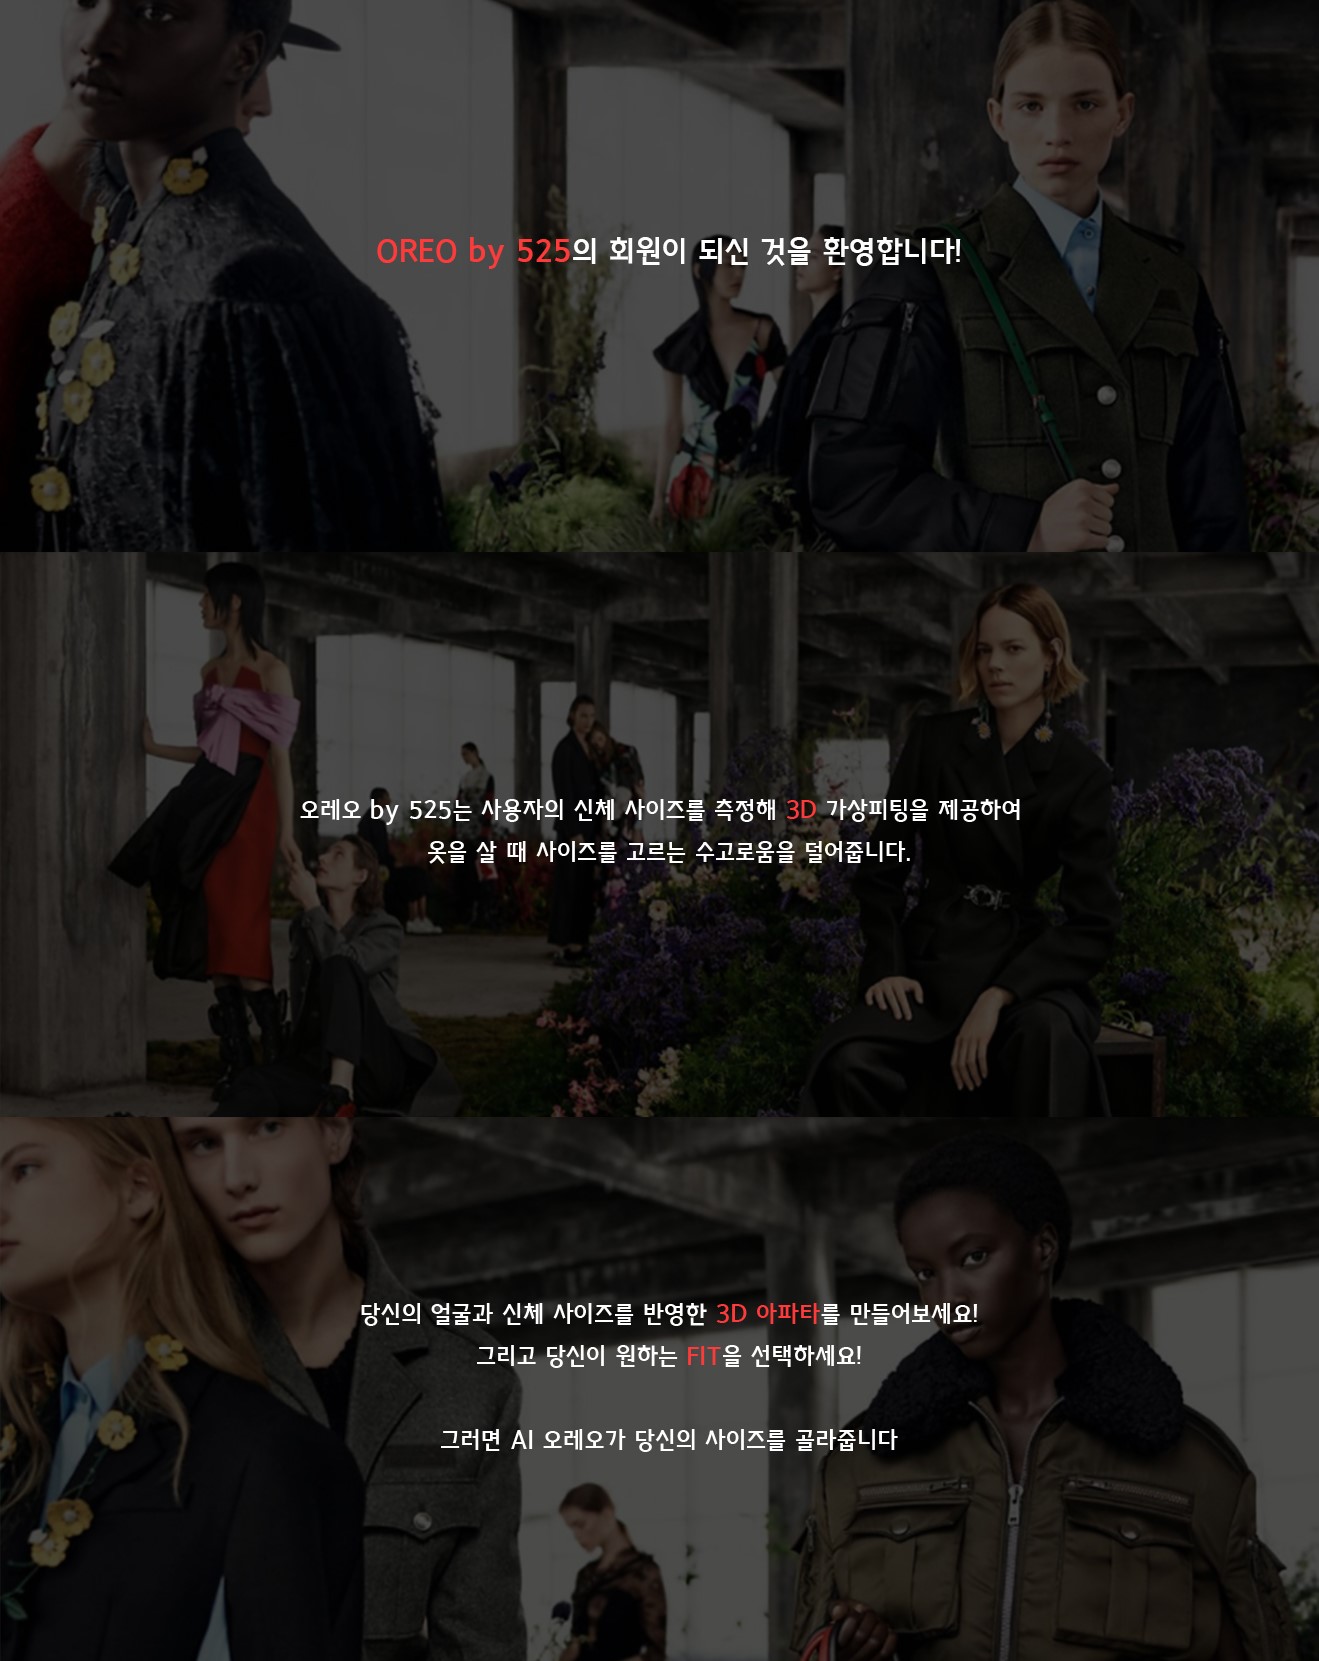 OREO by 525의 회원이 되신 것을 환영합니다!
오레오 by 525는 사용자의 신체 사이즈를 측정해 3D 가상피팅을 제공하여
옷을 살 때 사이즈를 고르는 수고로움을 덜어줍니다.
당신의 얼굴과 신체 사이즈를 반영한 3D 아파타를 만들어보세요!
그리고 당신이 원하는 FIT을 선택하세요!
그러면 AI 오레오가 당신의 사이즈를 골라줍니다